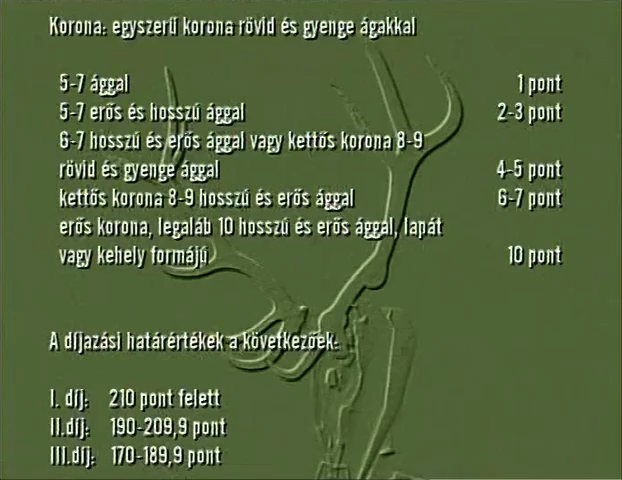 Korona: egyszerű korona rövid és gyenge ágakkal
5-7 ággal 1 pont
5-7 erős és hosszú ággal 2-3 pont
6-7 hosszú és erős ággal vagy kettős korona 8-9
rövid és gyenge ággal 4-5 pont
kettős korona 8-9 hosszú és erős ággal 6-7 pont
erős korona, legaláb 10 hosszú és erős ággal, lapát
vagy kehely formájú 10 pont
A díjazási határértékek a következőek:
I. díj: 210 pont felett
II.díj: 190-209,9 pont
III.díj: 170-189,9 pont